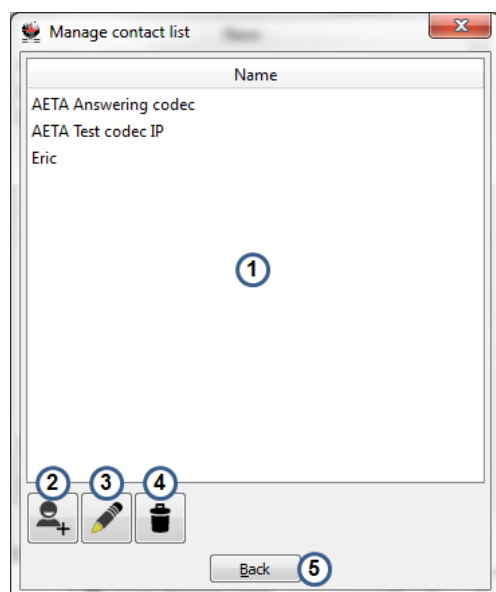 Manage contact list
Name
AETA Answering codec
AETA Test codec IP
Eric
1
2 3 4
Back 5